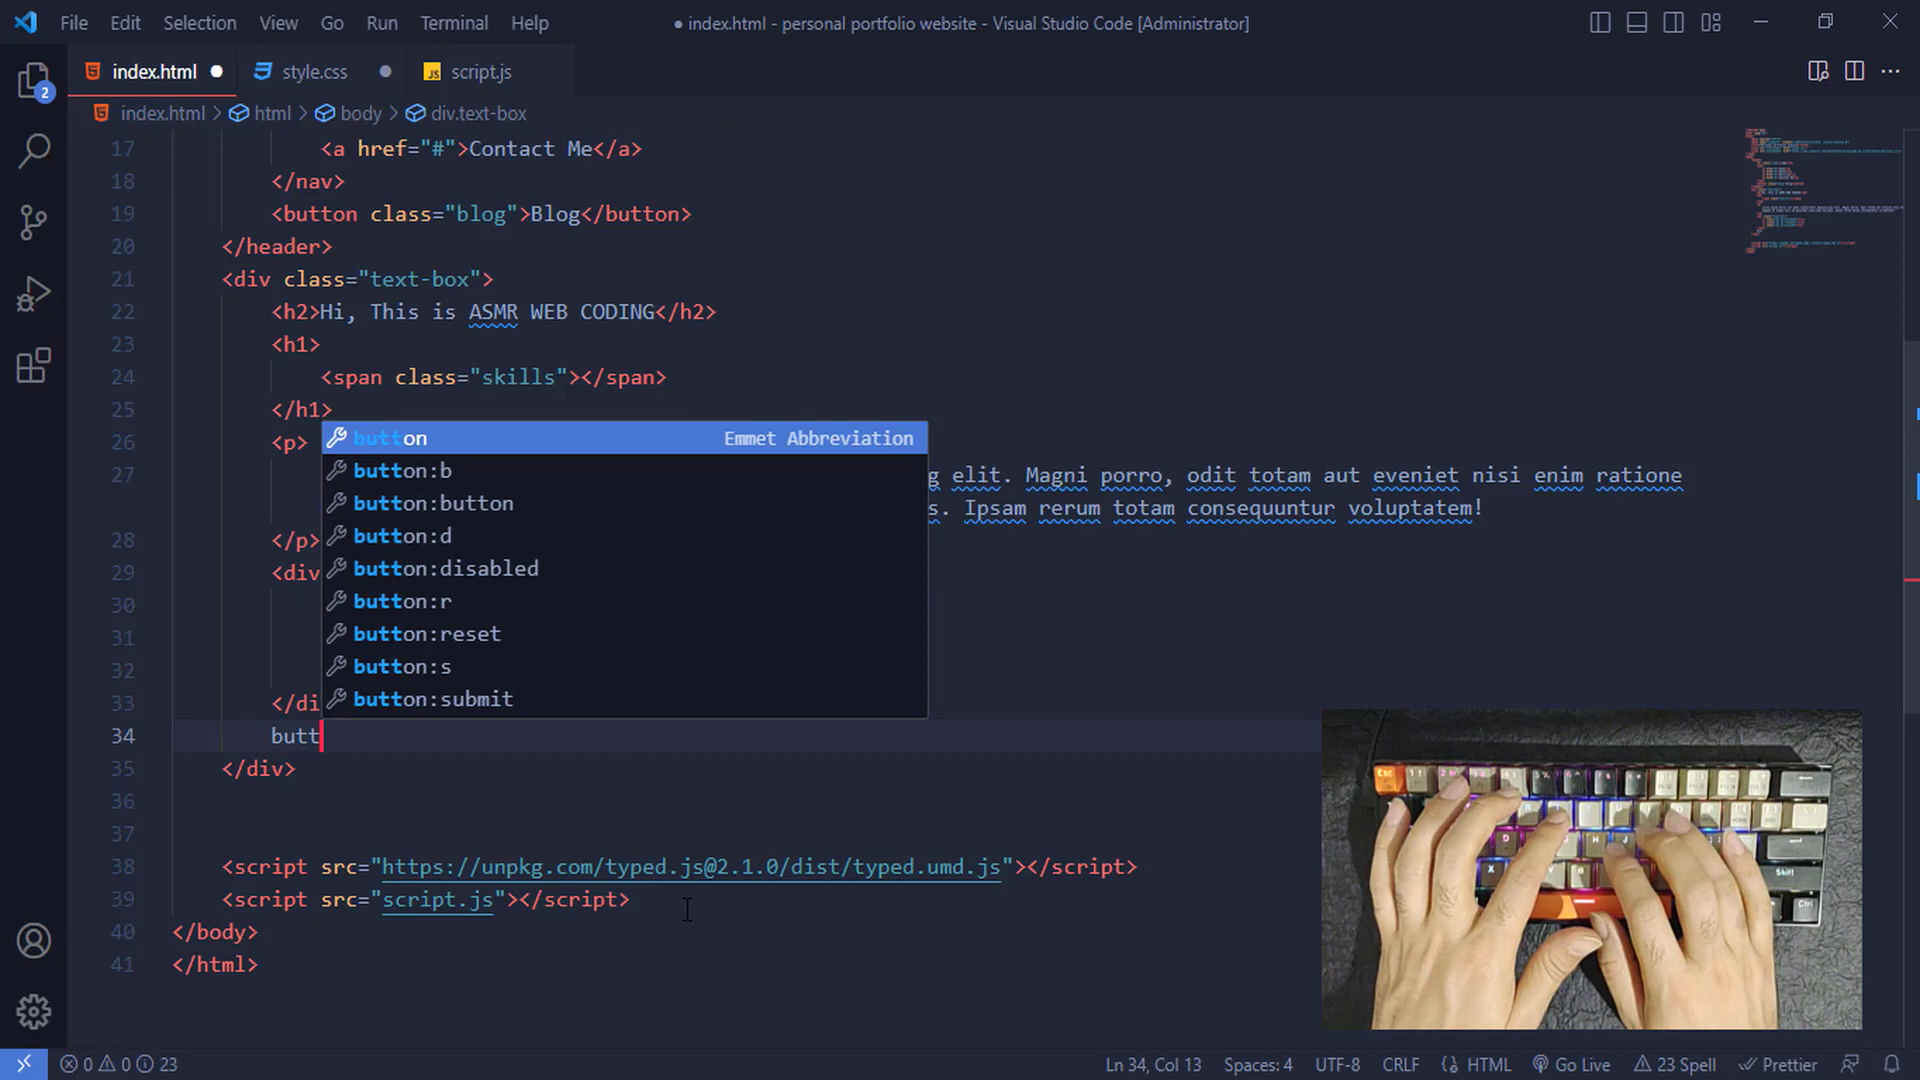 File Edit Selection View Go Run Terminal Help
● index.html - personal portfolio website - Visual Studio Code [Administrator]
index.html
style.css
script.js
index.html > html > body > div.text-box
2
17 <a href="#">Contact Me</a>
18 </nav>
19 <button class="blog">Blog</button>
20 </header>
21 <div class="text-box">
22 <h2>Hi, This is ASMR WEB CODING</h2>
23 <h1>
24 <span class="skills"></span>
25 </h1>
26 <p>
button Emmet Abbreviation
button:b
27 g elit. Magni porro, odit totam aut eveniet nisi enim ratione
button:button
s. Ipsam rerum totam consequuntur voluptatem!
28 </p>
button:d
29 <div
button:disabled
30
button:r
31
button:reset
32
button:s
33 </di
button:submit
34 butt
35 </div>
36
37
38 <script src="https://unpkg.com/typed.js@2.1.0/dist/typed.umd.js"></script>
39 <script src="script.js"></script>
40 </body>
41 </html>
Esc
Shift
Ctrl
0 0 23
Ln 34, Col 13 Spaces: 4 UTF-8 CRLF HTML Go Live 23 Spell Prettier